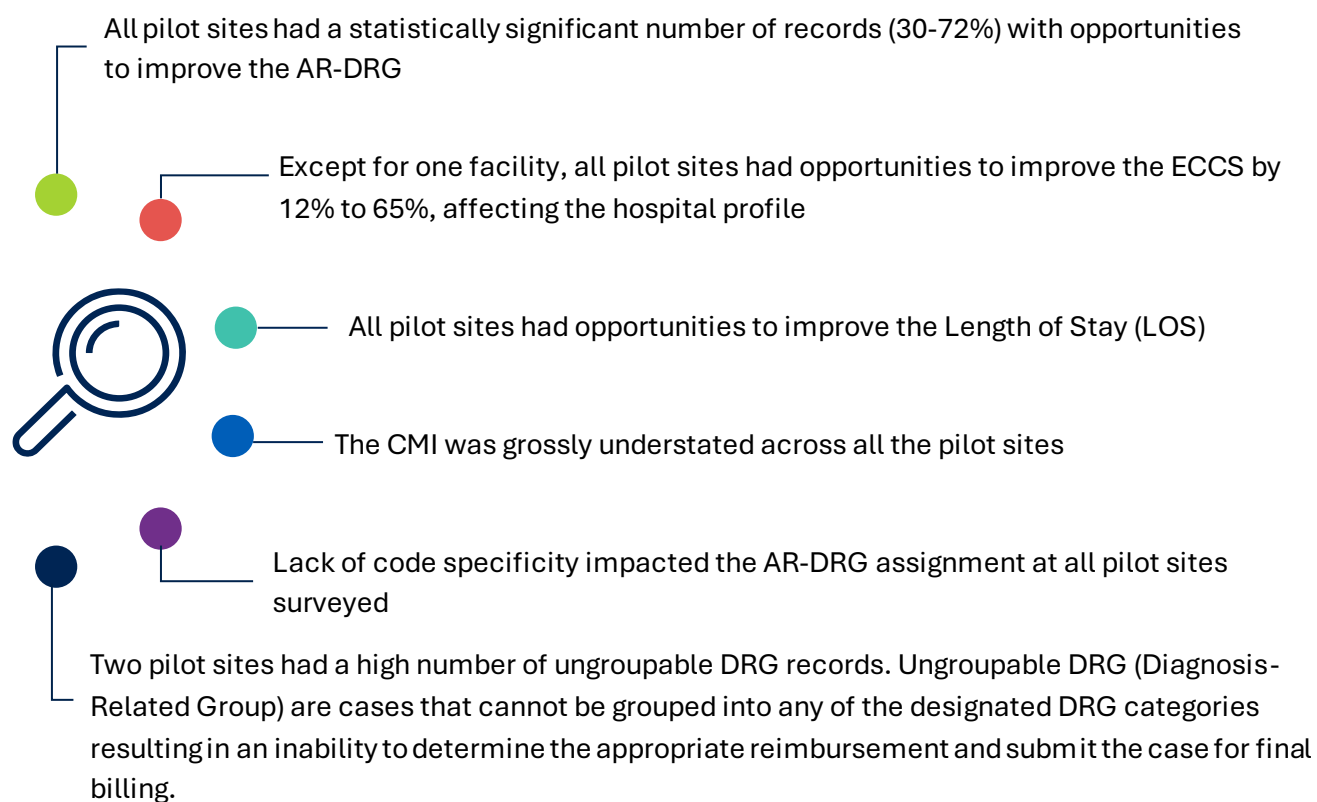 All pilot sites had a statistically significant number of records (30-72%) with opportunities
to improve the AR-DRG
Except for one facility, all pilot sites had opportunities to improve the ECCS by
12% to 65%, affecting the hospital profile
All pilot sites had opportunities to improve the Length of Stay (LOS)
The CMI was grossly understated across all the pilot sites
Lack of code specificity impacted the AR-DRG assignment at all pilot sites
surveyed
Two pilot sites had a high number of ungroupable DRG records. Ungroupable DRG (Diagnosis-
Related Group) are cases that cannot be grouped into any of the designated DRG categories
resulting in an inability to determine the appropriate reimbursement and submit the case for final
billing.